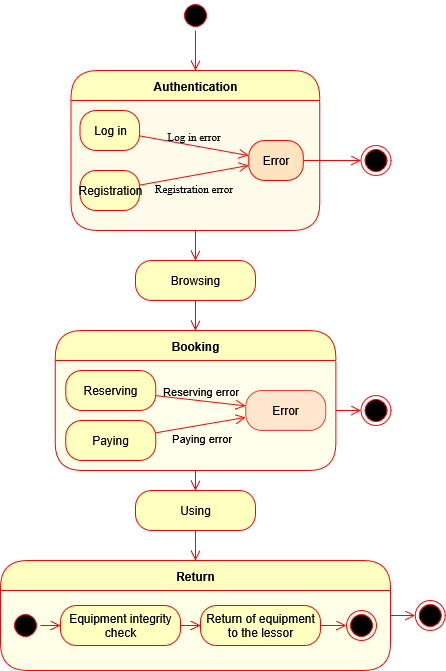 Authentication
Log in
Log in error
Error
Registration
Registration error
Browsing
Booking
Reserving
Reserving error
Error
Paying
Paying error
Using
Return
Equipment integrity
check
Return of equipment
to the lessor